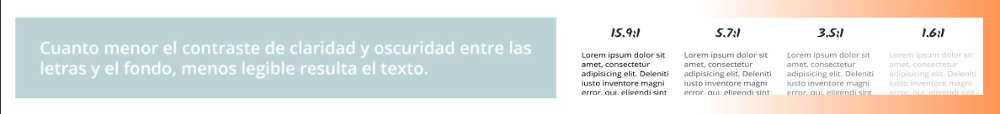 Cuanto menor el contraste de claridad y oscuridad entre las
letras y el fondo, menos legible resulta el texto.
15.9:1
Lorem ipsum dolor sit
amet, consectetur
adipisicing elit. Deleniti
iusto inventore magni
error, qui, eligendi sint
5.7:1
Lorem ipsum dolor sit
amet, consectetur
adipisicing elit. Deleniti
iusto inventore magni
error, qui, eligendi sint
3.5:1
Lorem ipsum dolor sit
amet, consectetur
adipisicing elit. Deleniti
iusto inventore magni
error, qui, eligendi sint
1.6:1
Lorem ipsum dolor sit
amet, consectetur
adipisicing elit. Deleniti
iusto inventore magni
error, qui, eligendi sint